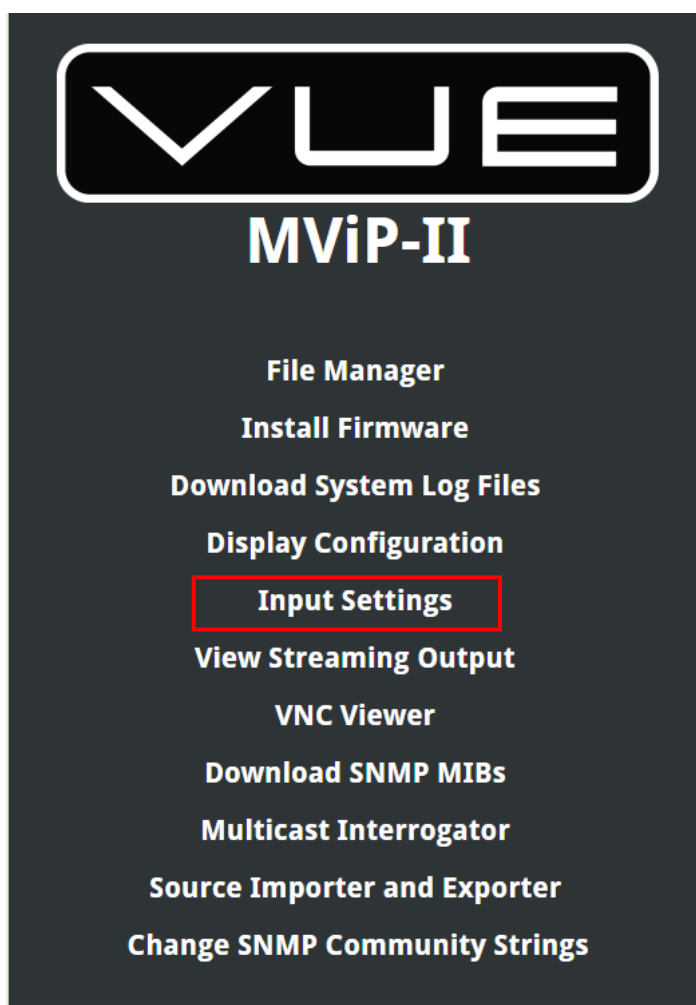 VUE
MViP-II
File Manager
Install Firmware
Download System Log Files
Display Configuration
Input Settings
View Streaming Output
VNC Viewer
Download SNMP MIBs
Multicast Interrogator
Source Importer and Exporter
Change SNMP Community Strings